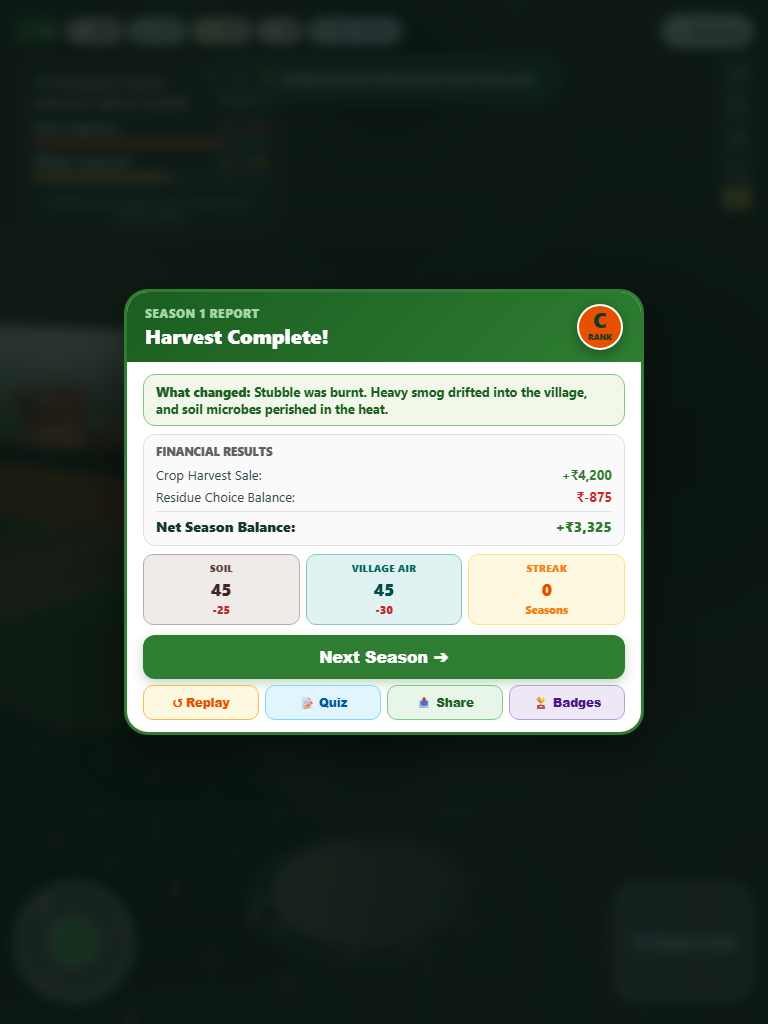 SEASON 1 REPORT
Harvest Complete!
C
RANK
What changed: Stubble was burnt. Heavy smog drifted into the village,
and soil microbes perished in the heat.
FINANCIAL RESULTS
Crop Harvest Sale: +₹4,200
Residue Choice Balance: ₹-875
Net Season Balance: +₹3,325
SOIL
45
-25
VILLAGE AIR
45
-30
STREAK
0
Seasons
Next Season ➔
↺ Replay
📝 Quiz
📤 Share
🏆 Badges